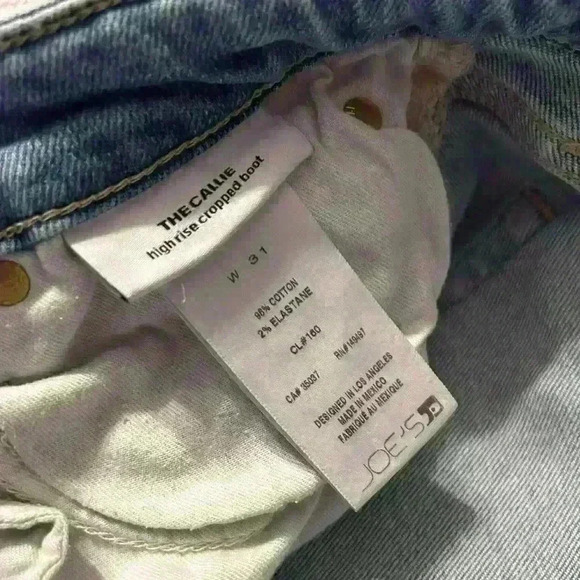 THE CALLIE
high rise cropped boot
W 31
98% COTTON
2% ELASTANE
CL#160
CA# 35037 RN#149497
DESIGNED IN LOS ANGELES
MADE IN MEXICO
FABRIQUÉ AU MEXIQUE
JOE'S